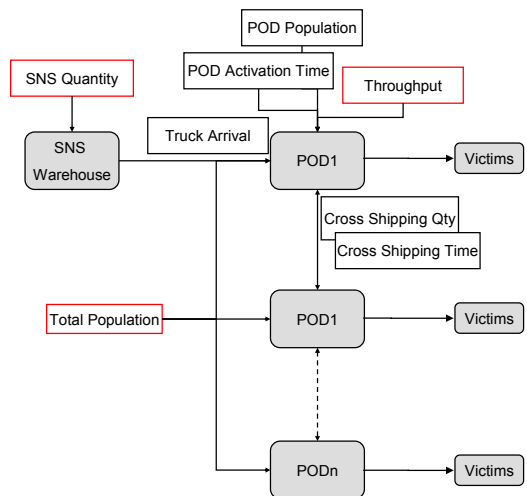 POD Population
SNS Quantity
POD Activation Time
Throughput
Truck Arrival
SNS
Warehouse
POD1
Victims
Cross Shipping Qty
Cross Shipping Time
Total Population
POD1
Victims
PODn
Victims